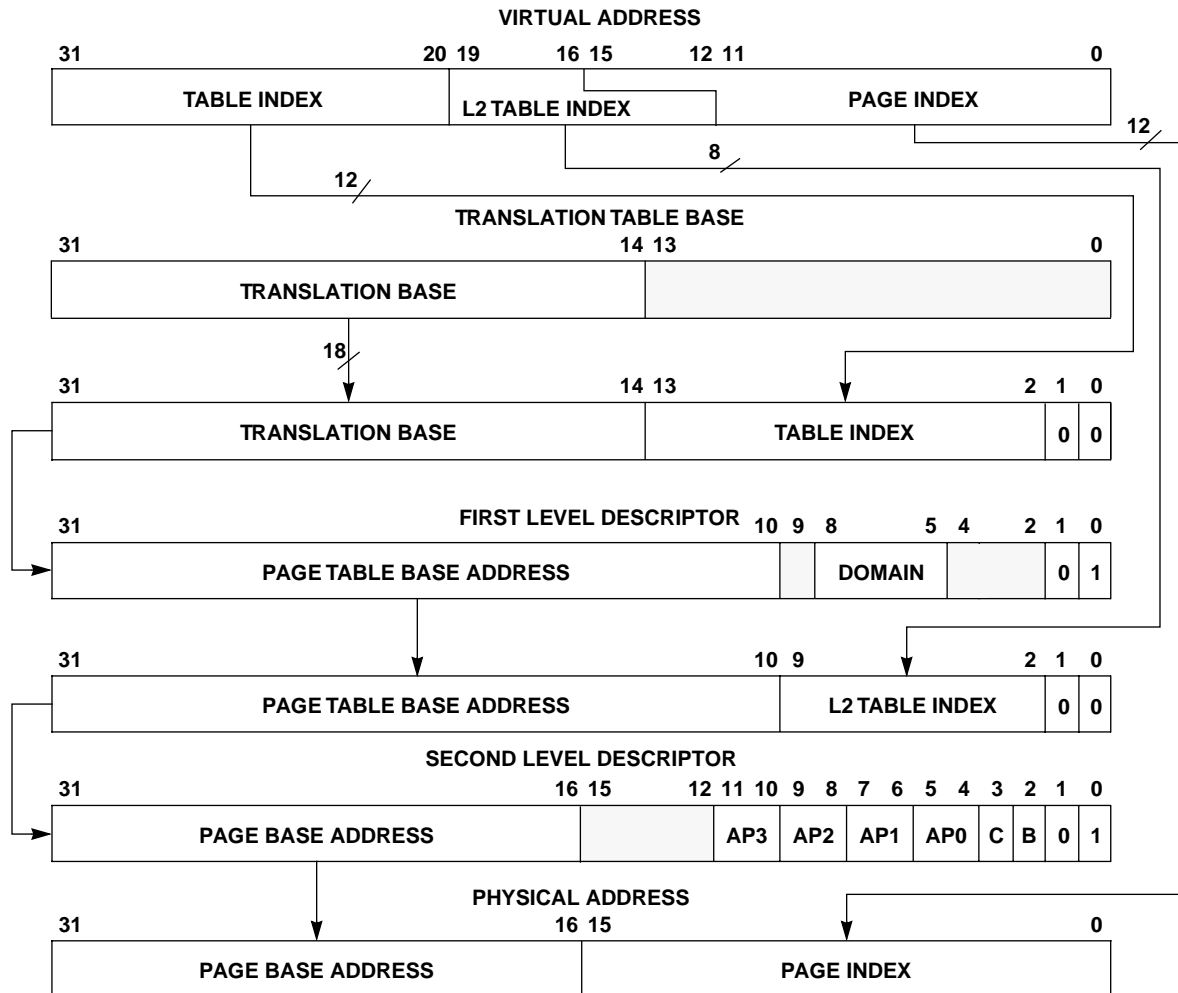 VIRTUAL ADDRESS
31 20 19 16 15 12 11 0
TABLE INDEX L2 TABLE INDEX PAGE INDEX
12
8
12
TRANSLATION TABLE BASE
31 14 13 0
TRANSLATION BASE
18
31 14 13 2 1 0
TRANSLATION BASE TABLE INDEX 0 0
FIRST LEVEL DESCRIPTOR
31 10 9 8 5 4 2 1 0
PAGE TABLE BASE ADDRESS DOMAIN 0 1
31 10 9 2 1 0
PAGE TABLE BASE ADDRESS L2 TABLE INDEX 0 0
SECOND LEVEL DESCRIPTOR
31 16 15 12 11 10 9 8 7 6 5 4 3 2 1 0
PAGE BASE ADDRESS AP3 AP2 AP1 AP0 C B 0 1
PHYSICAL ADDRESS
31 16 15 0
PAGE BASE ADDRESS PAGE INDEX